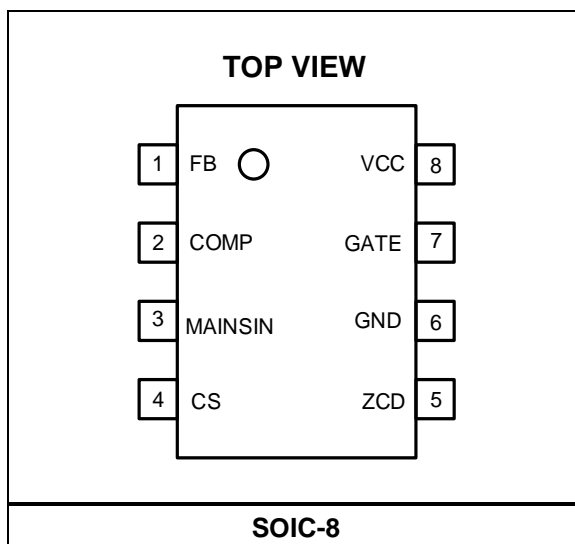 TOP VIEW
1 FB VCC 8
2 COMP GATE 7
3 MAINSIN GND 6
4 CS ZCD 5
SOIC-8